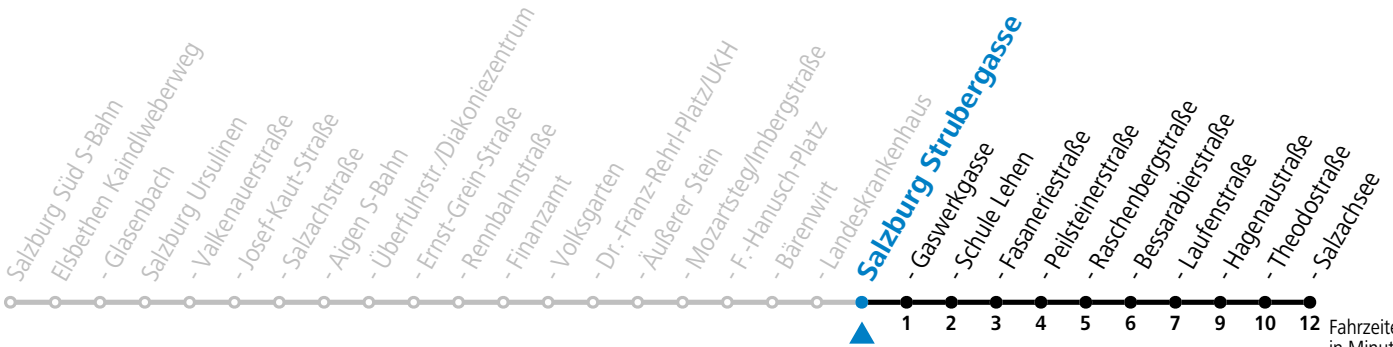 Salzburg Süd S-Bahn
Elsbethen Kaindlweberweg
- Glasenbach
Salzburg Ursulinen
- Valkenauerstraße
- Josef-Kaut-Straße
- Salzachstraße
- Aigen S-Bahn
- Überfuhrstr./Diakoniezentrum
- Ernst-Grein-Straße
- Rennbahnstraße
- Finanzamt
- Volksgarten
- Dr.-Franz-Rehrl-Platz/UKH
- Äußerer Stein
- Mozartsteg/Imbergstraße
- F.-Hanusch-Platz
- Bärenwirt
- Landeskrankenhaus
Salzburg Strubergasse
- Gaswerkgasse
- Schule Lehen
- Fasaneriestraße
- Peilsteinerstraße
- Raschenbergstraße
- Bessarabierstraße
- Laufenstraße
- Hagenaustraße
- Theodostraße
- Salzachsee
1 2 3 4 5 6 7 9 10 12 Fahrzeite
in Minut